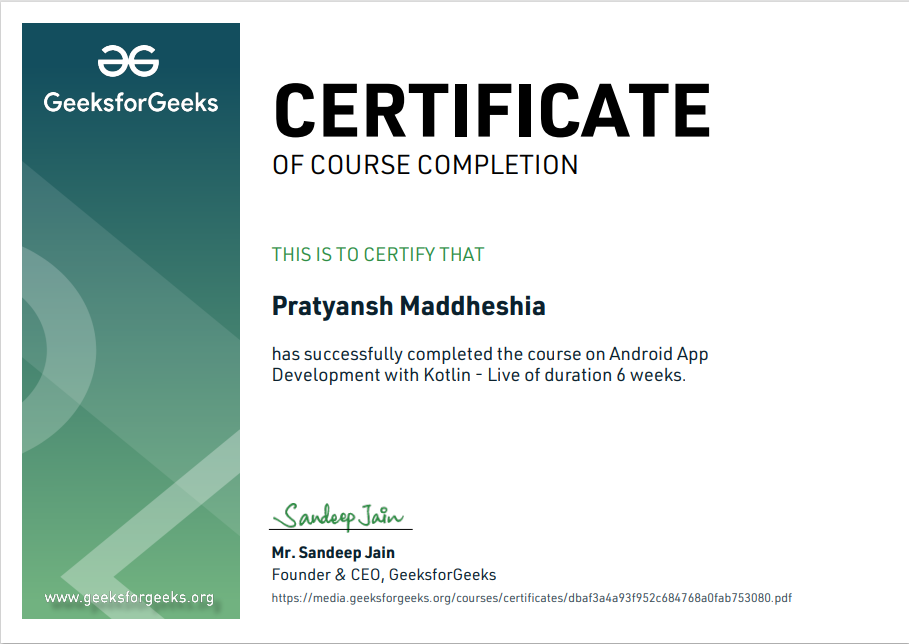 GeeksforGeeks
CERTIFICATE
OF COURSE COMPLETION
THIS IS TO CERTIFY THAT
Pratyansh Maddheshia
has successfully completed the course on Android App
Development with Kotlin - Live of duration 6 weeks.
Sandeep Jain
Mr. Sandeep Jain
Founder & CEO, GeeksforGeeks
https://media.geeksforgeeks.org/courses/certificates/dbaf3a4a93f952c684768a0fab753080.pdf
www.geeksforgeeks.org